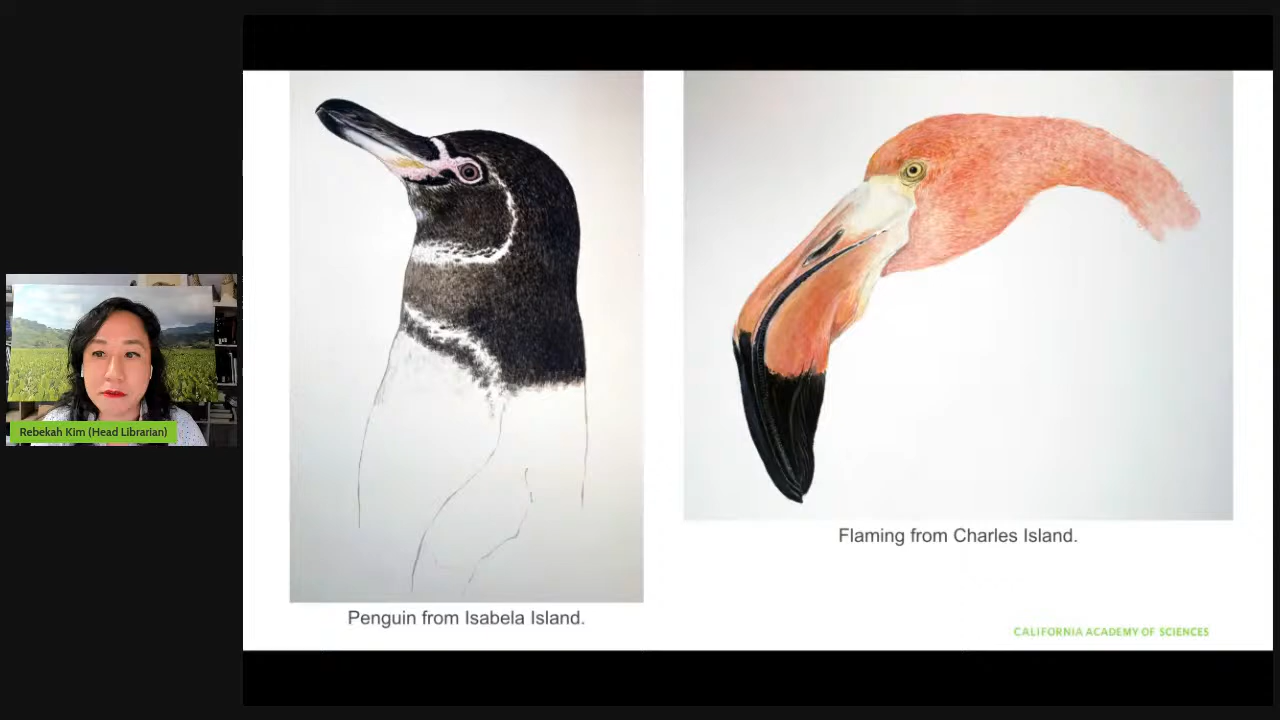 Rebekah Kim (Head Librarian)
Penguin from Isabela Island.
Flaming from Charles Island.
CALIFORNIA ACADEMY OF SCIENCES